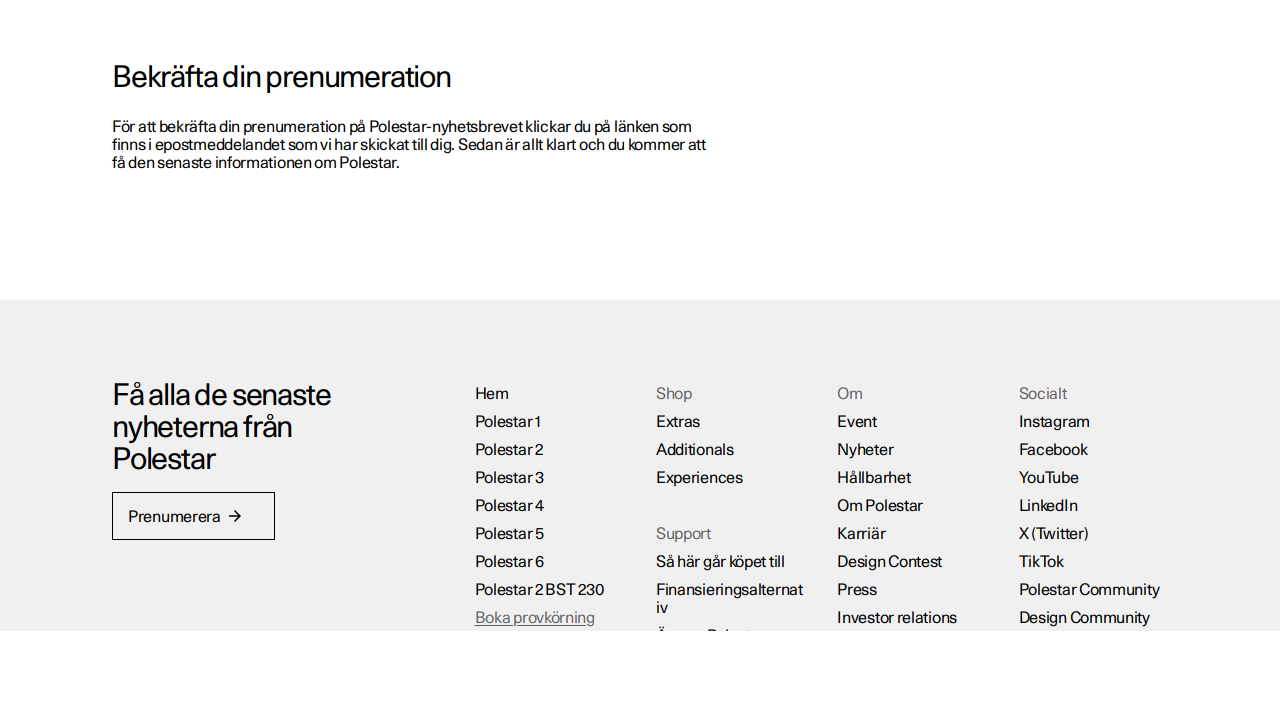 Bekräfta din prenumeration
För att bekräfta din prenumeration på Polestar-nyhetsbrevet klickar du på länken som
finns i epostmeddelandet som vi har skickat till dig. Sedan är allt klart och du kommer att
få den senaste informationen om Polestar.
Få alla de senaste
nyheterna från
Polestar
Prenumerera
Hem
Polestar 1
Polestar 2
Polestar 3
Polestar 4
Polestar 5
Polestar 6
Polestar 2 BST 230
Boka provkörning
Shop
Extras
Additionals
Experiences
Support
Så här går köpet till
Finansieringsalternat
iv
Om
Event
Nyheter
Hållbarhet
Om Polestar
Karriär
Design Contest
Press
Investor relations
Socialt
Instagram
Facebook
YouTube
LinkedIn
X (Twitter)
TikTok
Polestar Community
Design Community